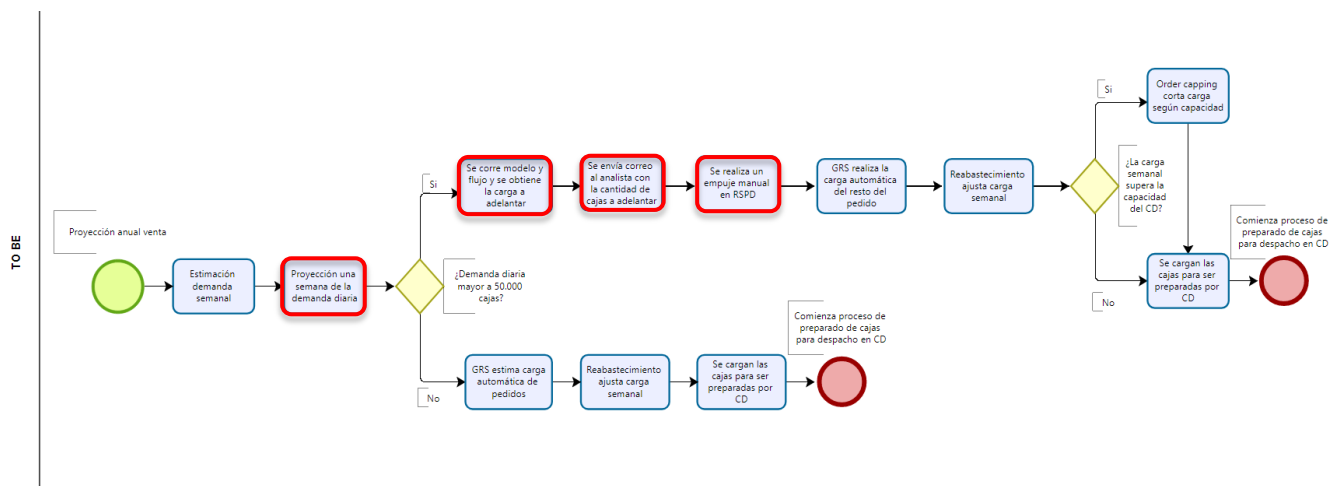 TO BE
Proyección anual venta
Estimación
demanda
semanal
Proyección una
semana de la
demanda diaria
¿Demanda diaria
mayor a 50.000
cajas?
Si
Se corre modelo y
flujo y se obtiene
la carga a
adelantar
Se envía correo
al analista con
la cantidad de
cajas a adelantar
Se realiza un
empuje manual
en RSPD
GRS realiza la
carga automática
del resto del
pedido
Reabastecimiento
ajusta carga
semanal
¿La carga
semanal
supera la
capacidad
del CD?
Si
Order capping
corta carga
según capacidad
No
Se cargan las
cajas para ser
preparadas por
CD
Comienza proceso de
preparado de cajas
para despacho en CD
No
GRS estima carga
automática de
pedidos
Reabastecimiento
ajusta carga
semanal
Se cargan las
cajas para ser
preparadas por
CD
Comienza proceso de
preparado de cajas
para despacho en CD